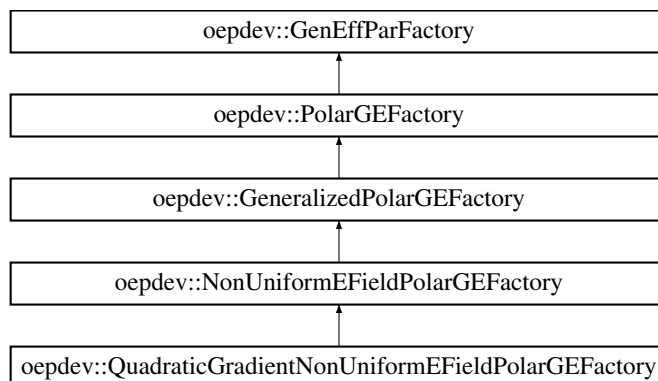 oepdev::GenEffParFactory
oepdev::PolarGEFactory
oepdev::GeneralizedPolarGEFactory
oepdev::NonUniformEFieldPolarGEFactory
oepdev::QuadraticGradientNonUniformEFieldPolarGEFactory